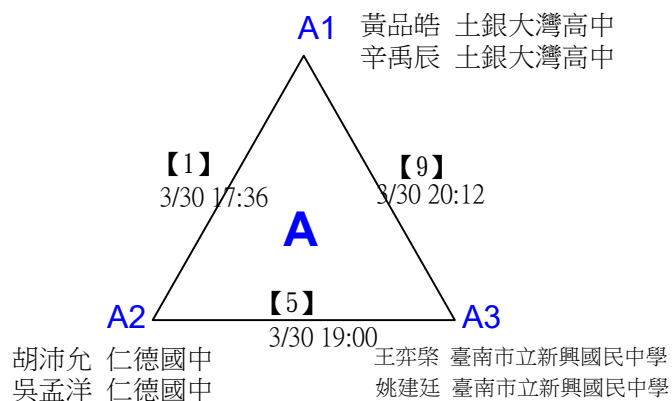 A1
黃品皓 土銀大灣高中
辛禹辰 土銀大灣高中
【1】
3/30 17:36
【9】
3/30 20:12
A
A2
【5】
3/30 19:00
A3
胡沛允 仁德國中
吳孟洋 仁德國中
王弈棨 臺南市立新興國民中學
姚建廷 臺南市立新興國民中學